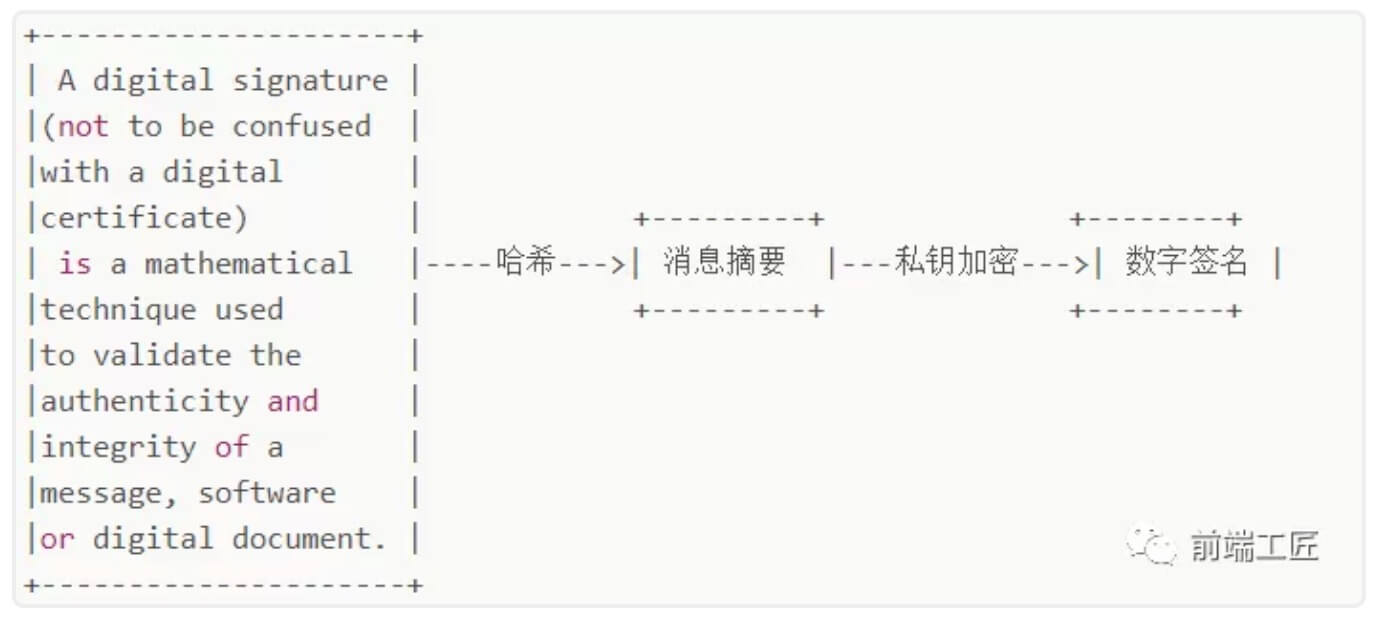 +---------------------+
| A digital signature |
|(not to be confused  |
|with a digital       |
|certificate)         |            +---------+              +--------+
| is a mathematical   |----哈希--->| 消息摘要  |---私钥加密--->| 数字签名 |
|technique used       |            +---------+              +--------+
|to validate the      |
|authenticity and     |
|integrity of a       |
|message, software    |
|or digital document. |
+---------------------+
前端工匠